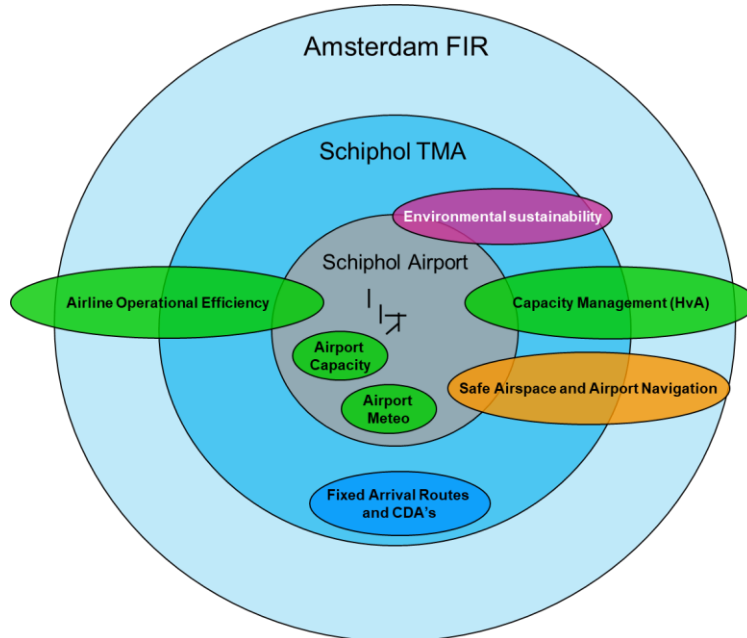 Amsterdam FIR
Schiphol TMA
Environmental sustainability
Schiphol Airport
Airline Operational Efficiency
Capacity Management (HvA)
Airport
Capacity
Safe Airspace and Airport Navigation
Airport
Meteo
Fixed Arrival Routes
and CDA's